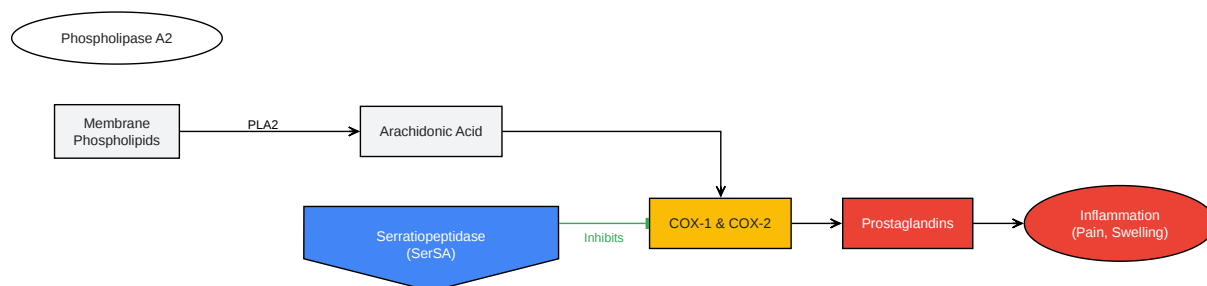 Phospholipase A2
Membrane
Phospholipids
PLA2
Arachidonic Acid
Serratiopeptidase
(SerSA)
Inhibits
COX-1 & COX-2
Prostaglandins
Inflammation
(Pain, Swelling)